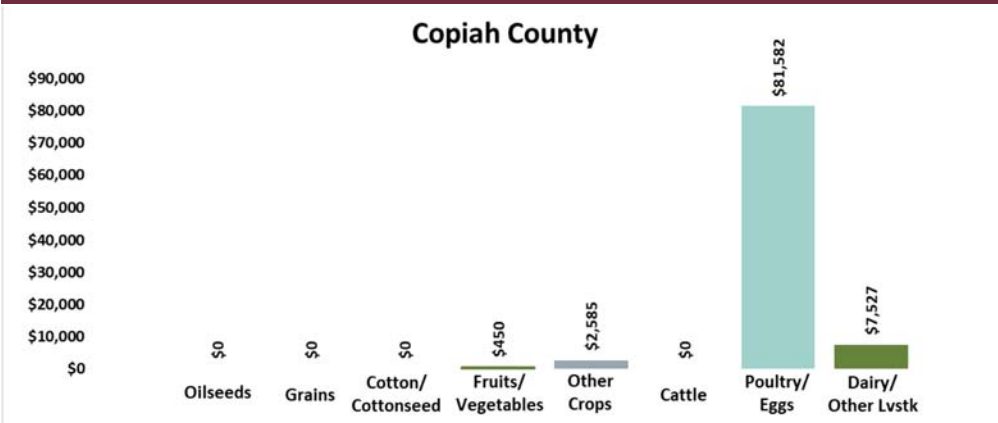 Copiah County
$90,000
$80,000
$70,000
$60,000
$50,000
$40,000
$30,000
$20,000
$10,000
$0
$0
$0
$0
$450
$2,585
$0
$81,582
$7,527
Oilseeds
Grains
Cotton/
Cottonseed
Fruits/
Vegetables
Other
Crops
Cattle
Poultry/
Eggs
Dairy/
Other Lvstk